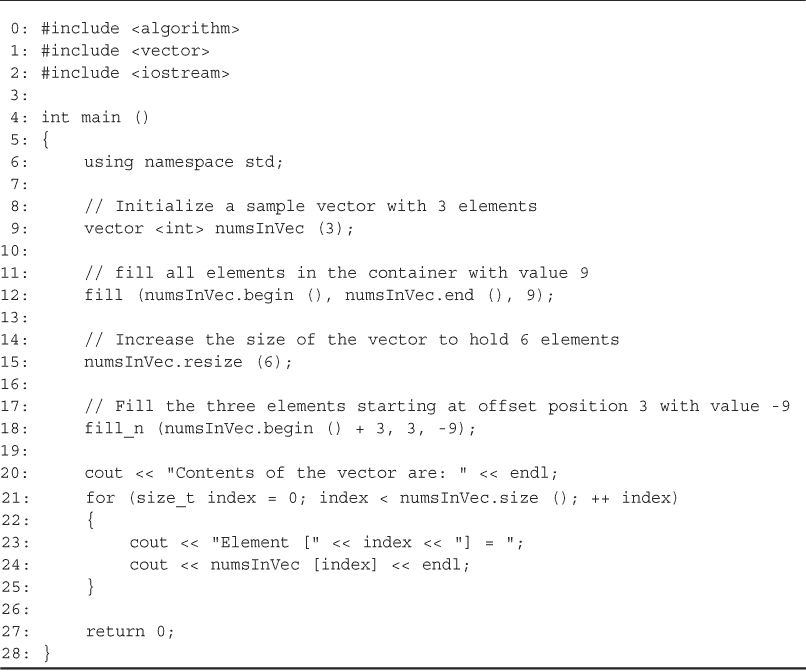 0: #include <algorithm>
1: #include <vector>
2: #include <iostream>
3:
4: int main ()
5: {
6: using namespace std;
7:
8: // Initialize a sample vector with 3 elements
9: vector <int> numsInVec (3);
10:
11: // fill all elements in the container with value 9
12: fill (numsInVec.begin (), numsInVec.end (), 9);
13:
14: // Increase the size of the vector to hold 6 elements
15: numsInVec.resize (6);
16:
17: // Fill the three elements starting at offset position 3 with value -9
18: fill_n (numsInVec.begin () + 3, 3, -9);
19:
20: cout << "Contents of the vector are: " << endl;
21: for (size_t index = 0; index < numsInVec.size (); ++ index)
22: {
23: cout << "Element [" << index << "] = ";
24: cout << numsInVec [index] << endl;
25: }
26:
27: return 0;
28: }